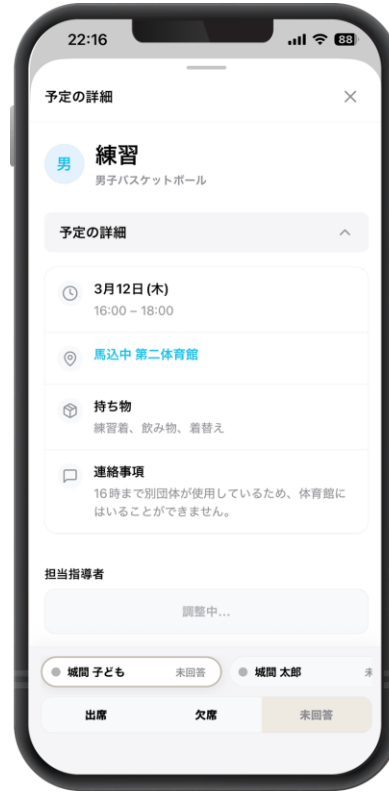 22:16
88
予定の詳細
男
練習
男子バスケットボール
予定の詳細
3月12日(木)
16:00 – 18:00
馬込中 第二体育館
持ち物
練習着、飲み物、着替え
連絡事項
16時まで別団体が使用しているため、体育館に
はいることができません。
担当指導者
調整中...
城間 子ども 未回答
城間 太郎 未
出席 欠席 未回答